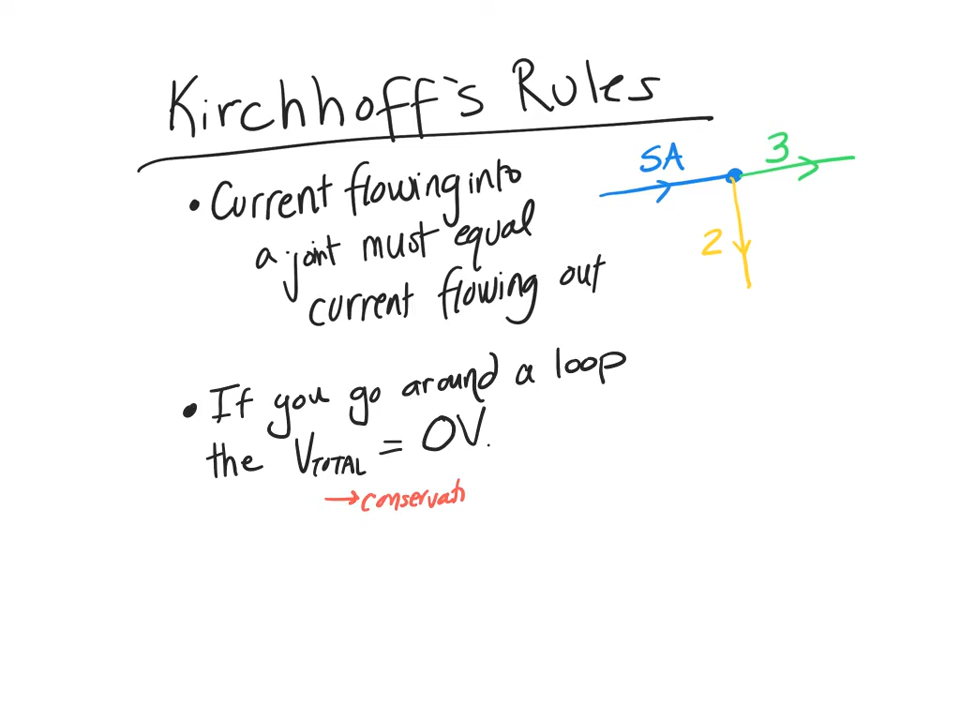 Kirchhoff's Rules
• Current flowing into
a joint must equal
current flowing out
5A
3
2
• If you go around a loop
the VTOTAL = 0V.
→ conservati